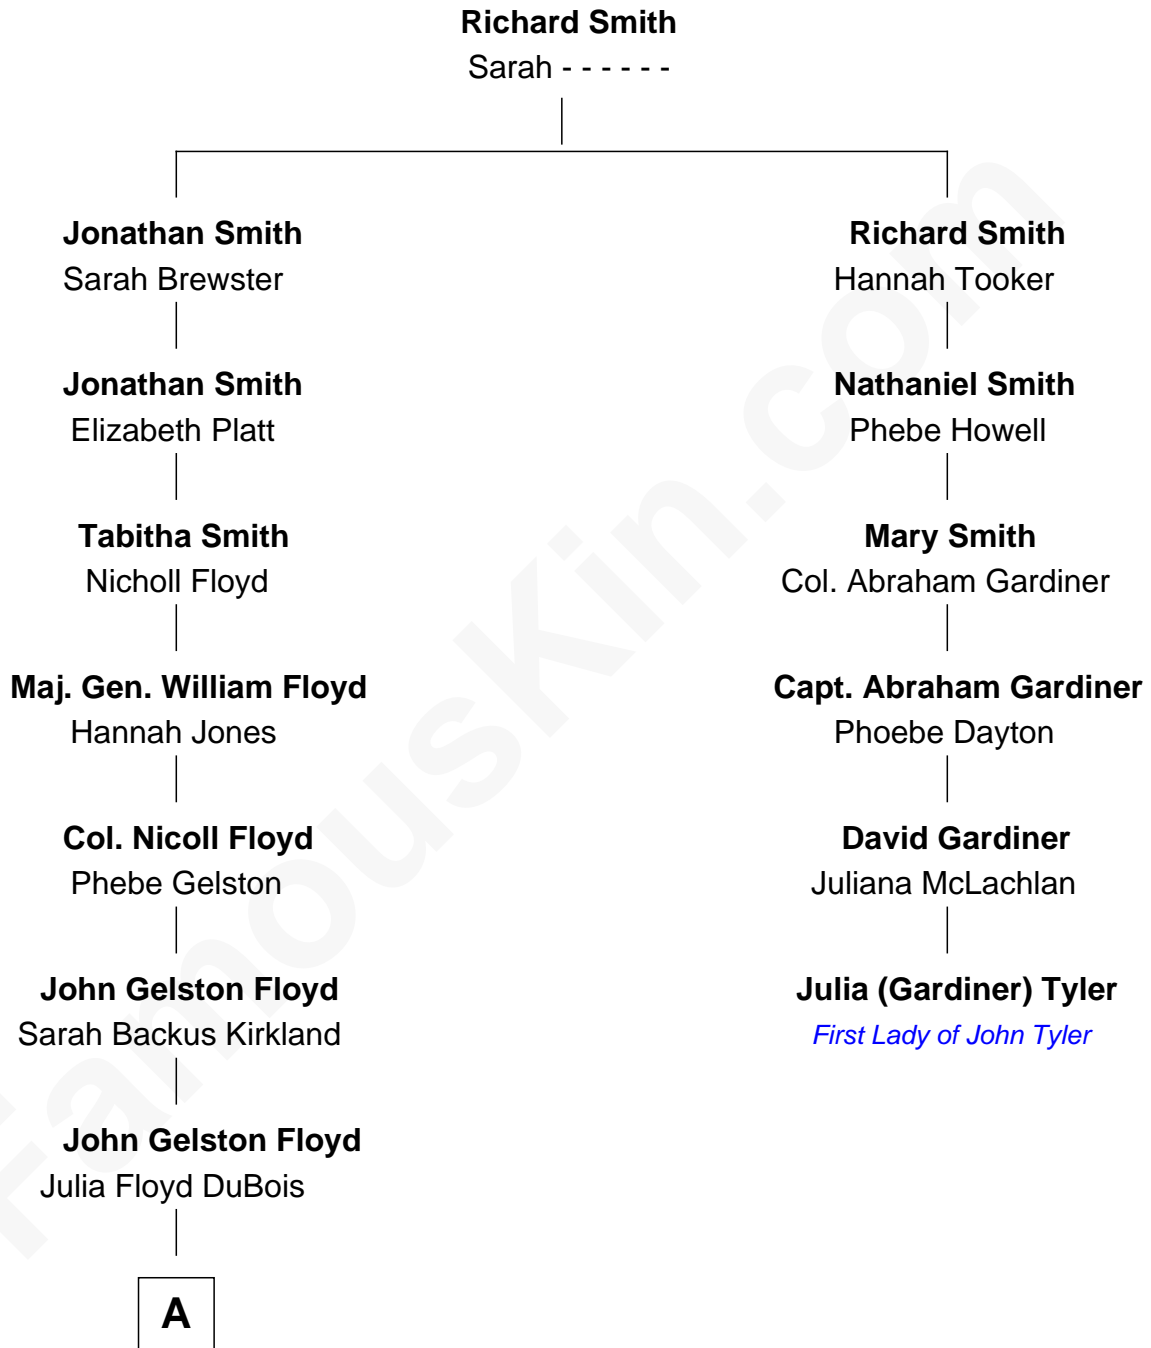 Richard Smith
Sarah - - - - - -
Jonathan Smith
Sarah Brewster
Richard Smith
Hannah Tooker
Jonathan Smith
Elizabeth Platt
Nathaniel Smith
Phebe Howell
Tabitha Smith
Nicholl Floyd
Mary Smith
Col. Abraham Gardiner
Maj. Gen. William Floyd
Hannah Jones
Capt. Abraham Gardiner
Phoebe Dayton
Col. Nicoll Floyd
Phebe Gelston
David Gardiner
Juliana McLachlan
John Gelston Floyd
Sarah Backus Kirkland
Julia (Gardiner) Tyler
First Lady of John Tyler
John Gelston Floyd
Julia Floyd DuBois
A
FamousKin.com